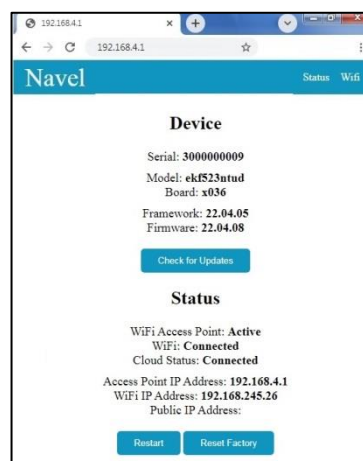 192.168.4.1
192.168.4.1
Navel Status Wifi
Device
Serial: 3000000009
Model: ekf523ntud
Board: x036
Framework: 22.04.05
Firmware: 22.04.08
Check for Updates
Status
WiFi Access Point: Active
WiFi: Connected
Cloud Status: Connected
Access Point IP Address: 192.168.4.1
WiFi IP Address: 192.168.245.26
Public IP Address:
Restart Reset Factory